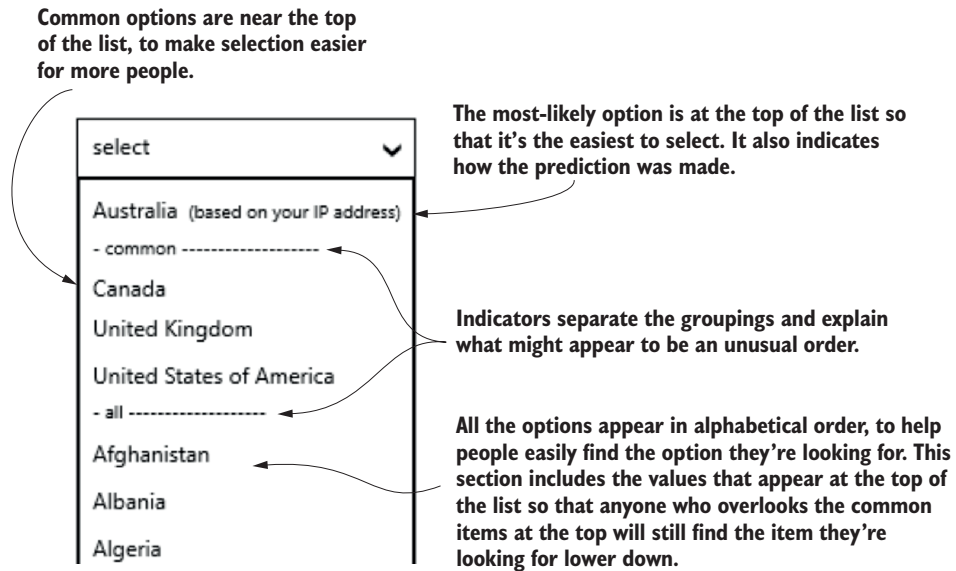 Common options are near the top
of the list, to make selection easier
for more people.
The most-likely option is at the top of the list so
that it's the easiest to select. It also indicates
how the prediction was made.
select
Australia (based on your IP address)
- common -------------------
Canada
United Kingdom
United States of America
- all -------------------
Afghanistan
Albania
Algeria
Indicators separate the groupings and explain
what might appear to be an unusual order.
All the options appear in alphabetical order, to help
people easily find the option they're looking for. This
section includes the values that appear at the top of
the list so that anyone who overlooks the common
items at the top will still find the item they're
looking for lower down.